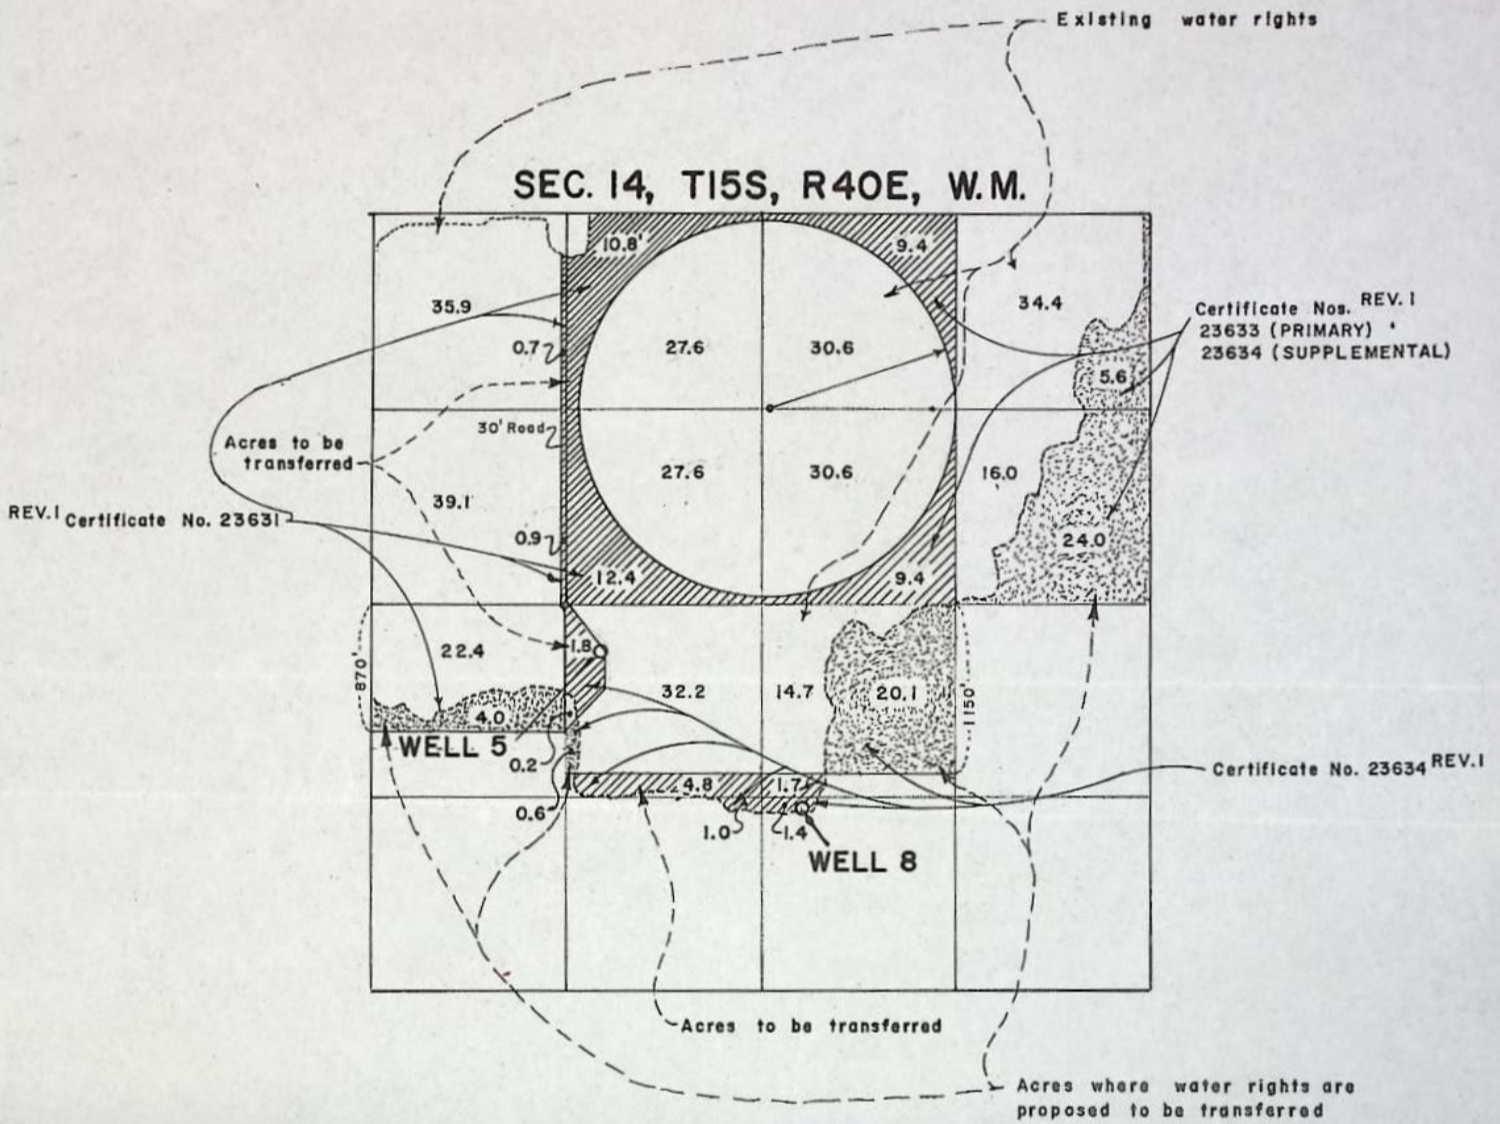 Existing water rights
SEC. 14, T15S, R40E, W.M.
10.8'
9.4
35.9
34.4
Certificate Nos. REV. 1
23633 (PRIMARY)
23634 (SUPPLEMENTAL)
0.7
27.6
30.6
5.6
30' Road
Acres to be
transferred
39.1
27.6
30.6
16.0
REV.1 Certificate No. 23631
0.9
24.0
12.4
9.4
870'
22.4
1.8
32.2
14.7
20.1
1150'
4.0
WELL 5
0.2
Certificate No. 23634 REV.1
4.8
1.7
0.6
1.0
1.4
WELL 8
Acres to be transferred
Acres where water rights are
proposed to be transferred